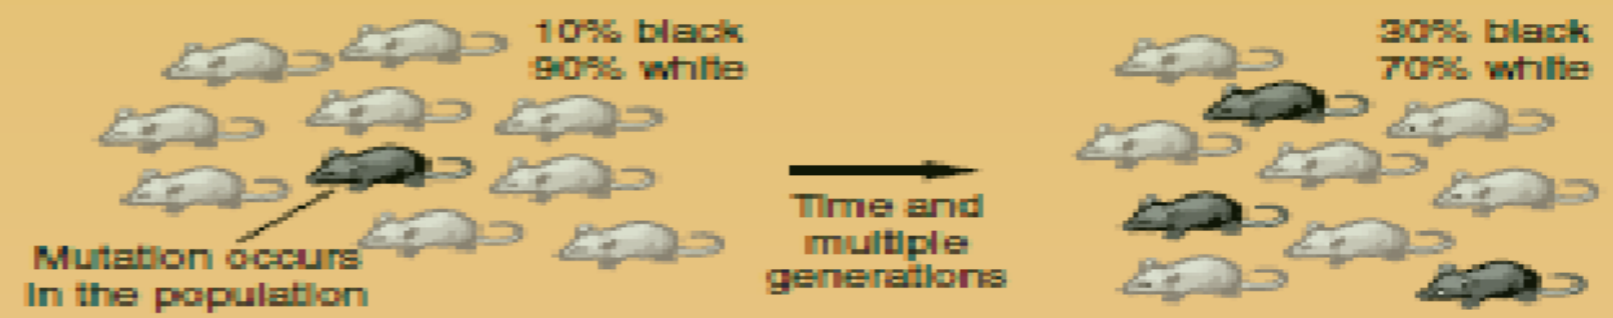 10% black
90% white
Mutation occurs
in the population
Time and
multiple
generations
30% black
70% white